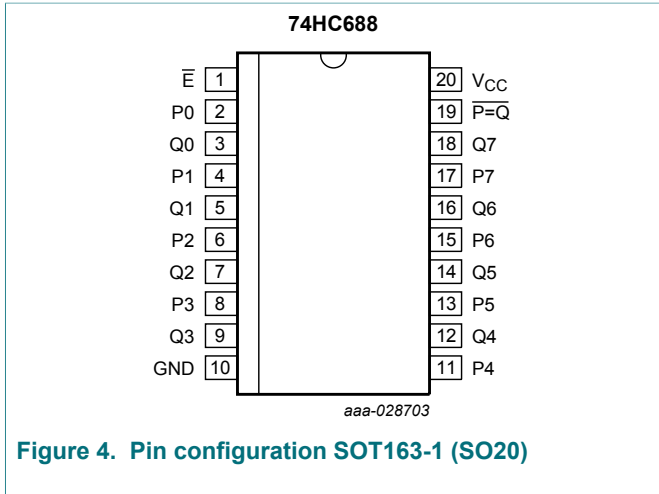 74HC688
E̅ 1 20 VCC
P0 2 19 P̅=̅Q̅
Q0 3 18 Q7
P1 4 17 P7
Q1 5 16 Q6
P2 6 15 P6
Q2 7 14 Q5
P3 8 13 P5
Q3 9 12 Q4
GND 10 11 P4
aaa-028703
Figure 4. Pin configuration SOT163-1 (SO20)